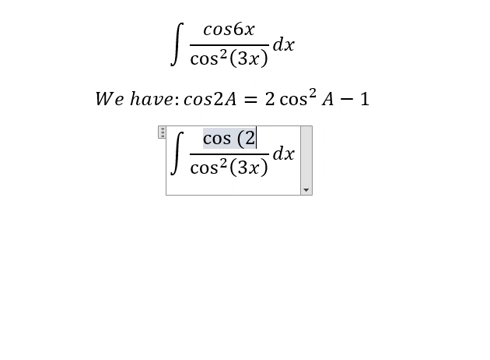 ∫ cos6x / cos²(3x) dx
We have: cos2A = 2 cos² A − 1
∫ cos (2 / cos²(3x) dx